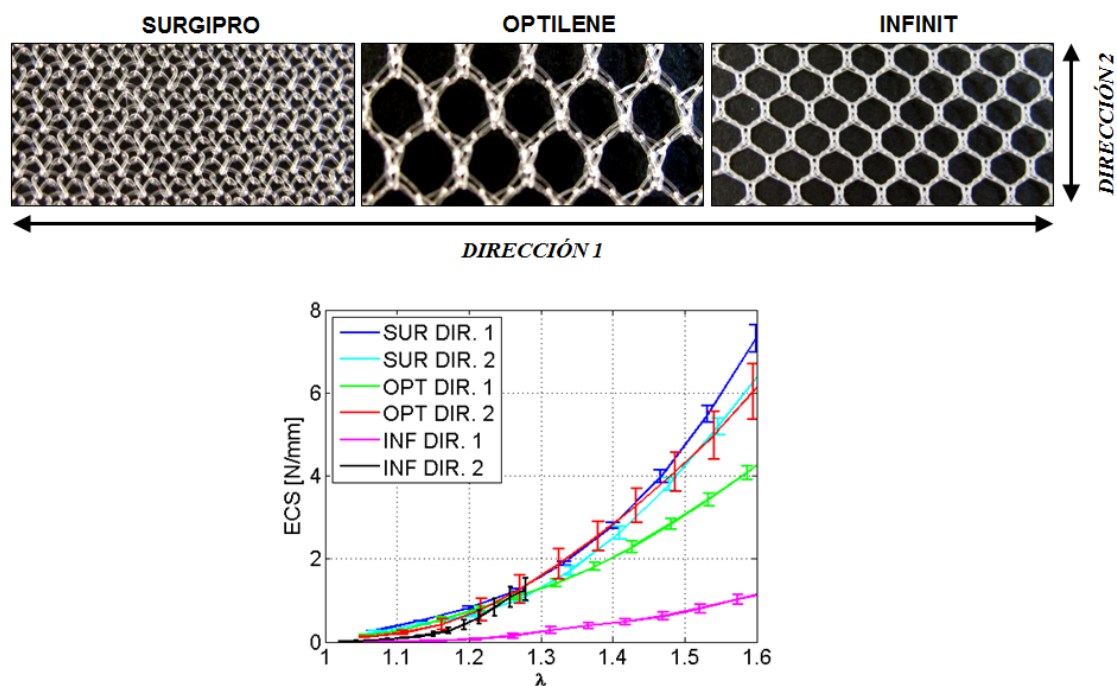 SURGIPRO
OPTILENE
INFINIT
DIRECCIÓN 2
DIRECCIÓN 1
8
6
4
2
0
ECS [N/mm]
SUR DIR. 1
SUR DIR. 2
OPT DIR. 1
OPT DIR. 2
INF DIR. 1
INF DIR. 2
1 1.1 1.2 1.3 1.4 1.5 1.6
λ